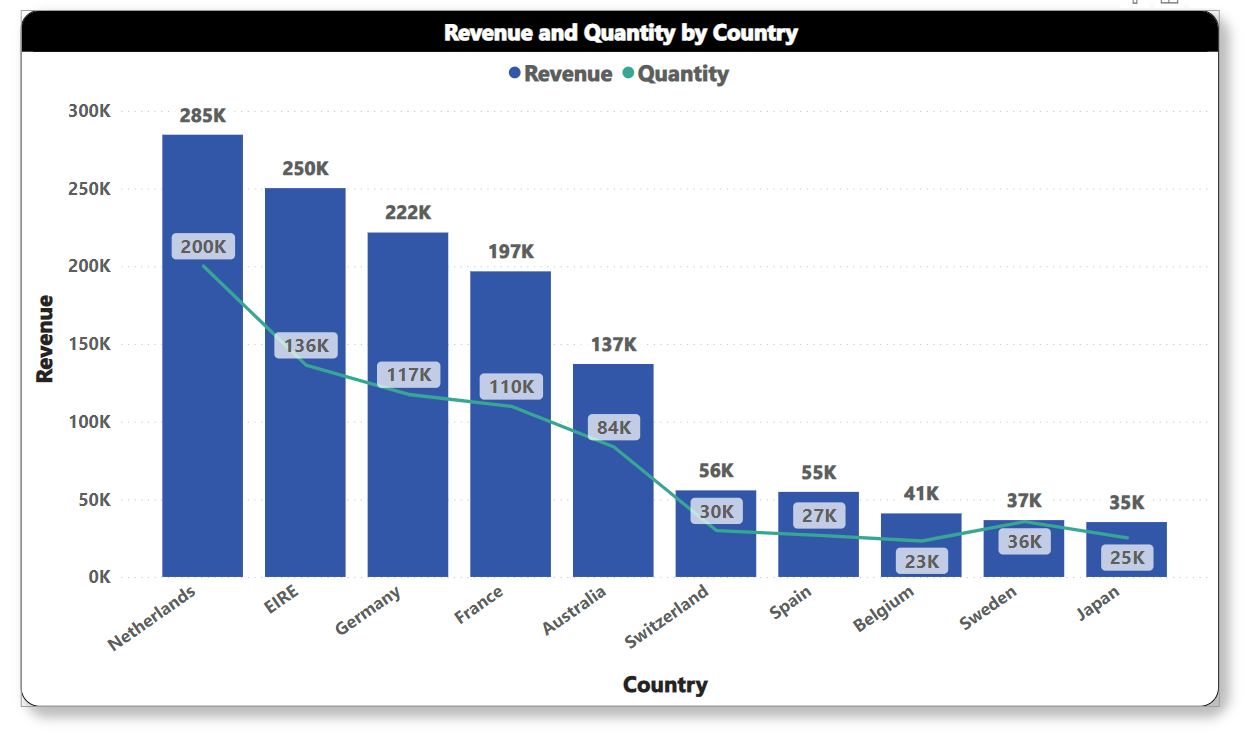 Revenue and Quantity by Country
Revenue Quantity
300K
250K
200K
150K
100K
50K
0K
Revenue
285K
250K
222K
197K
137K
56K
55K
41K
37K
35K
200K
136K
117K
110K
84K
30K
27K
23K
36K
25K
Netherlands
EIRE
Germany
France
Australia
Switzerland
Spain
Belgium
Sweden
Japan
Country